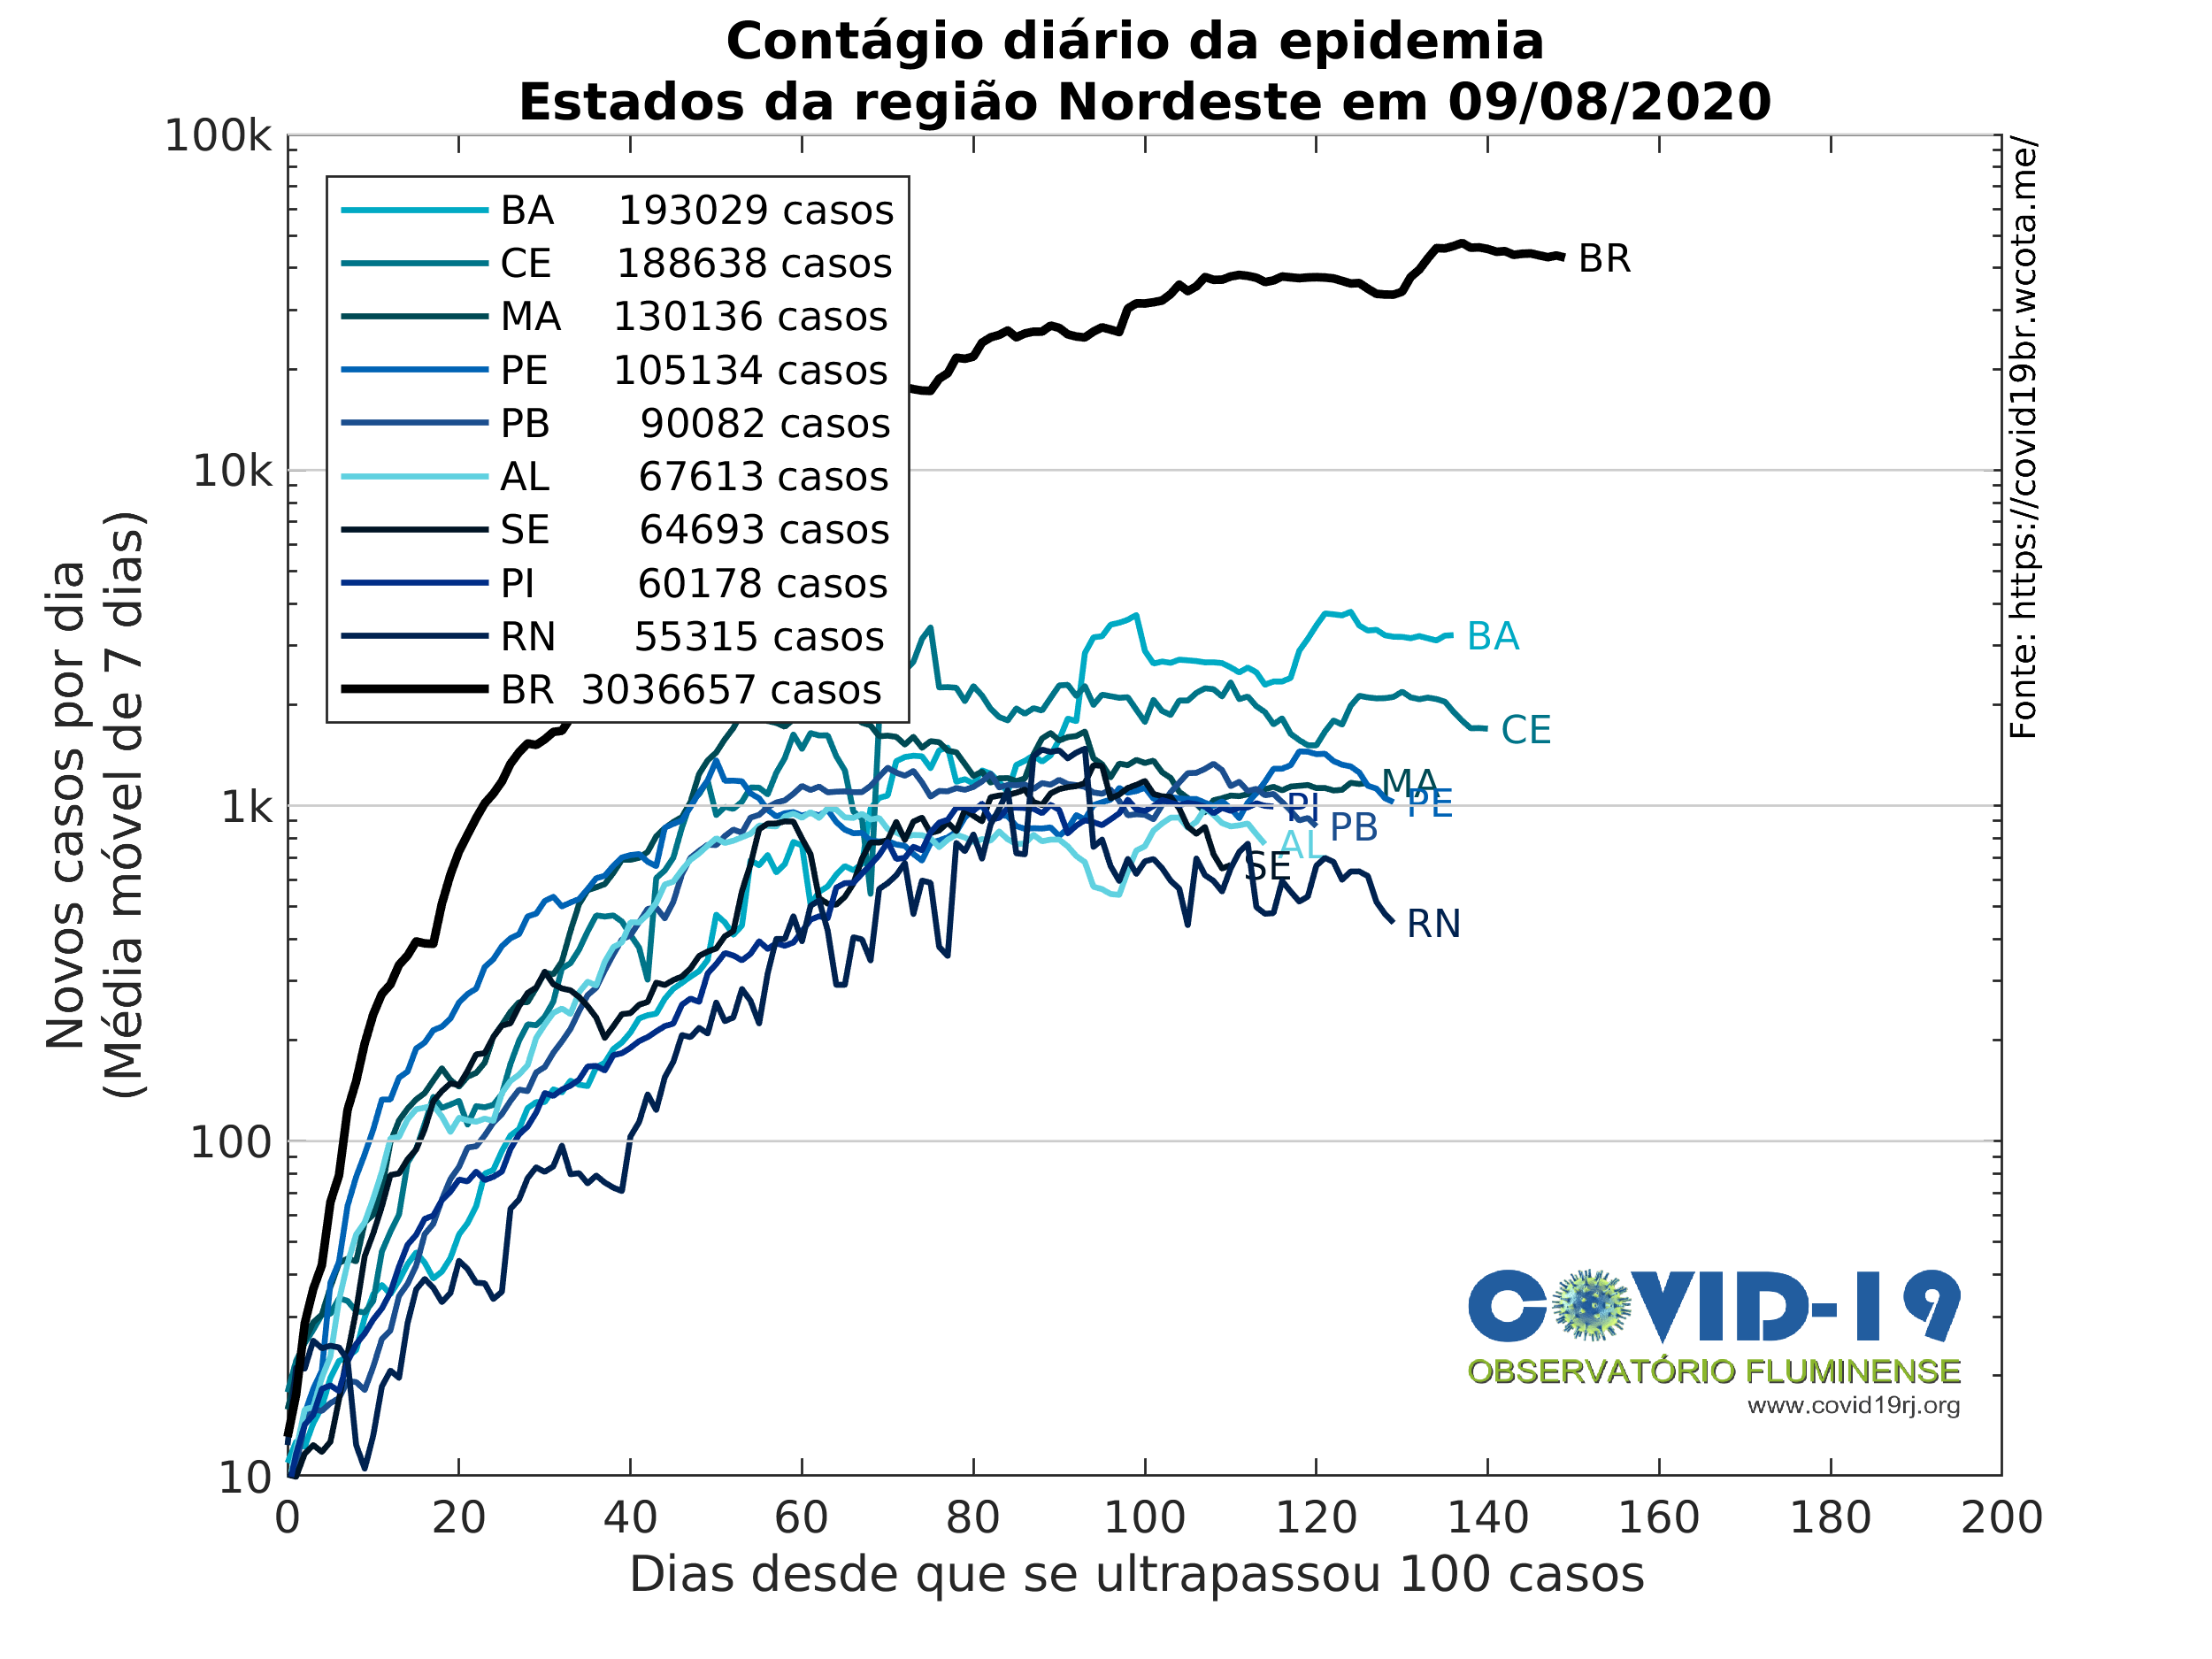 Contágio diário da epidemia
Estados da região Nordeste em 09/08/2020
100k
10k
1k
100
10
Novos casos por dia
(Média móvel de 7 dias)
BA 193029 casos
CE 188638 casos
MA 130136 casos
PE 105134 casos
PB 90082 casos
AL 67613 casos
SE 64693 casos
PI 60178 casos
RN 55315 casos
BR 3036657 casos
BR
BA
CE
MA
PE
PI
PB
AL
SE
RN
Fonte: https://covid19br.wcota.me/
COVID-19
OBSERVATÓRIO FLUMINENSE
www.covid19rj.org
0 20 40 60 80 100 120 140 160 180 200
Dias desde que se ultrapassou 100 casos